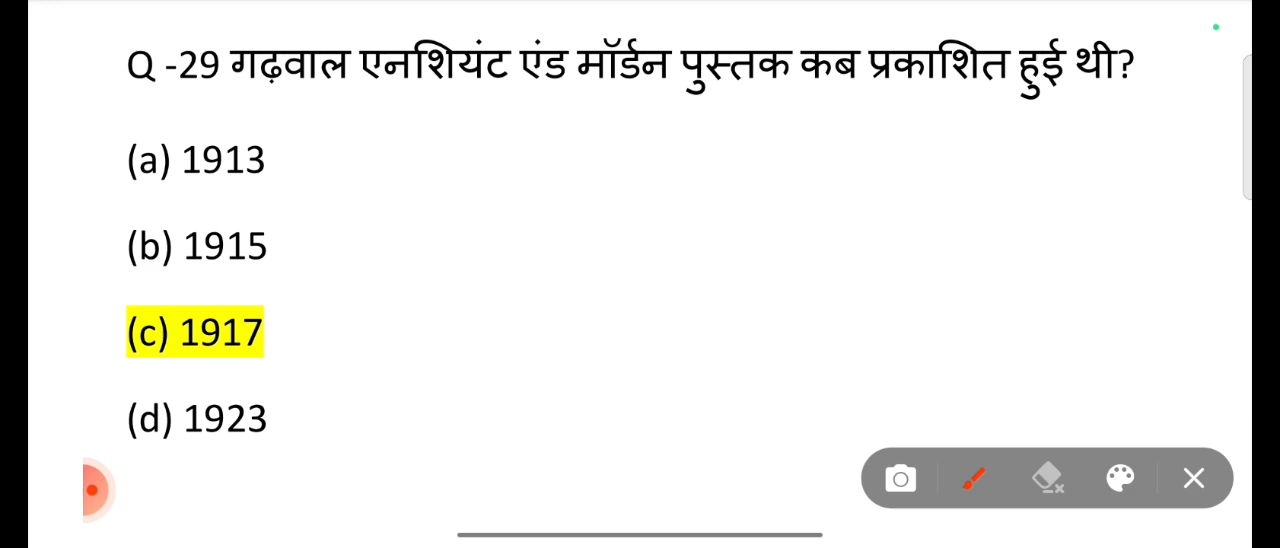 Q -29 गढ़वाल एनशियंट एंड मॉर्डन पुस्तक कब प्रकाशित हुई थी?
(a) 1913
(b) 1915
(c) 1917
(d) 1923